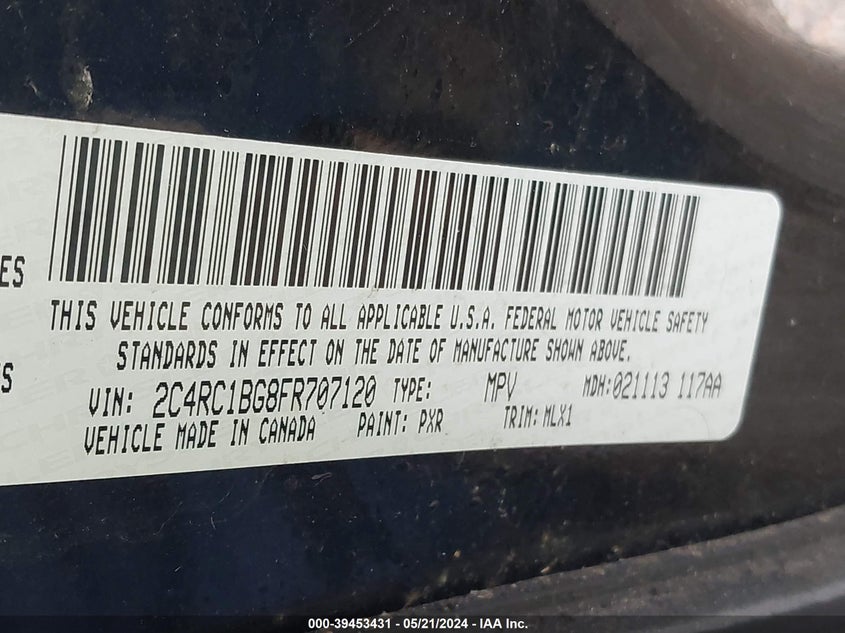 THIS VEHICLE CONFORMS TO ALL APPLICABLE U.S.A. FEDERAL MOTOR VEHICLE SAFETY
ES
STANDARDS IN EFFECT ON THE DATE OF MANUFACTURE SHOWN ABOVE.
S
VIN: 2C4RC1BG8FR707120 TYPE: MPV MDH:021113 117AA
VEHICLE MADE IN CANADA PAINT: PXR TRIM: MLX1
000-39453431 - 05/21/2024 - IAA Inc.